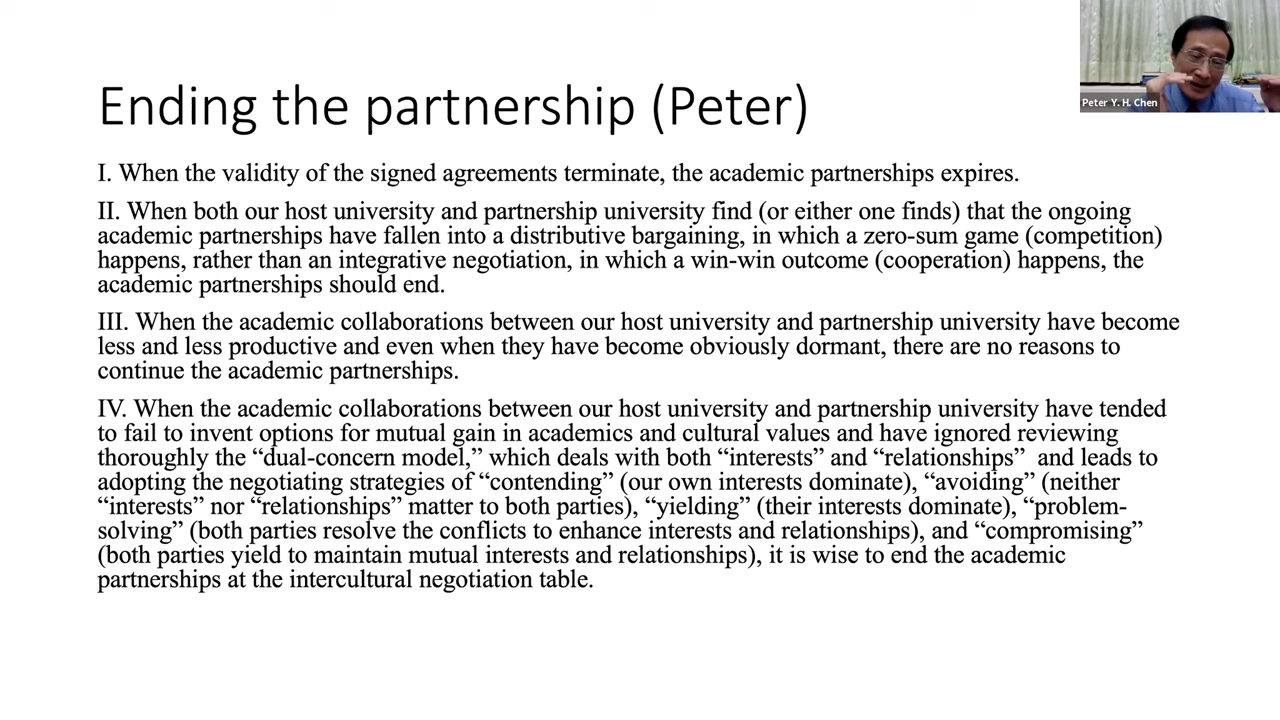 Ending the partnership (Peter)
Peter Y. H. Chen
I. When the validity of the signed agreements terminate, the academic partnerships expires.
II. When both our host university and partnership university find (or either one finds) that the ongoing
academic partnerships have fallen into a distributive bargaining, in which a zero-sum game (competition)
happens, rather than an integrative negotiation, in which a win-win outcome (cooperation) happens, the
academic partnerships should end.
III. When the academic collaborations between our host university and partnership university have become
less and less productive and even when they have become obviously dormant, there are no reasons to
continue the academic partnerships.
IV. When the academic collaborations between our host university and partnership university have tended
to fail to invent options for mutual gain in academics and cultural values and have ignored reviewing
thoroughly the “dual-concern model,” which deals with both “interests” and “relationships” and leads to
adopting the negotiating strategies of “contending” (our own interests dominate), “avoiding” (neither
“interests” nor “relationships” matter to both parties), “yielding” (their interests dominate), “problem-
solving” (both parties resolve the conflicts to enhance interests and relationships), and “compromising”
(both parties yield to maintain mutual interests and relationships), it is wise to end the academic
partnerships at the intercultural negotiation table.